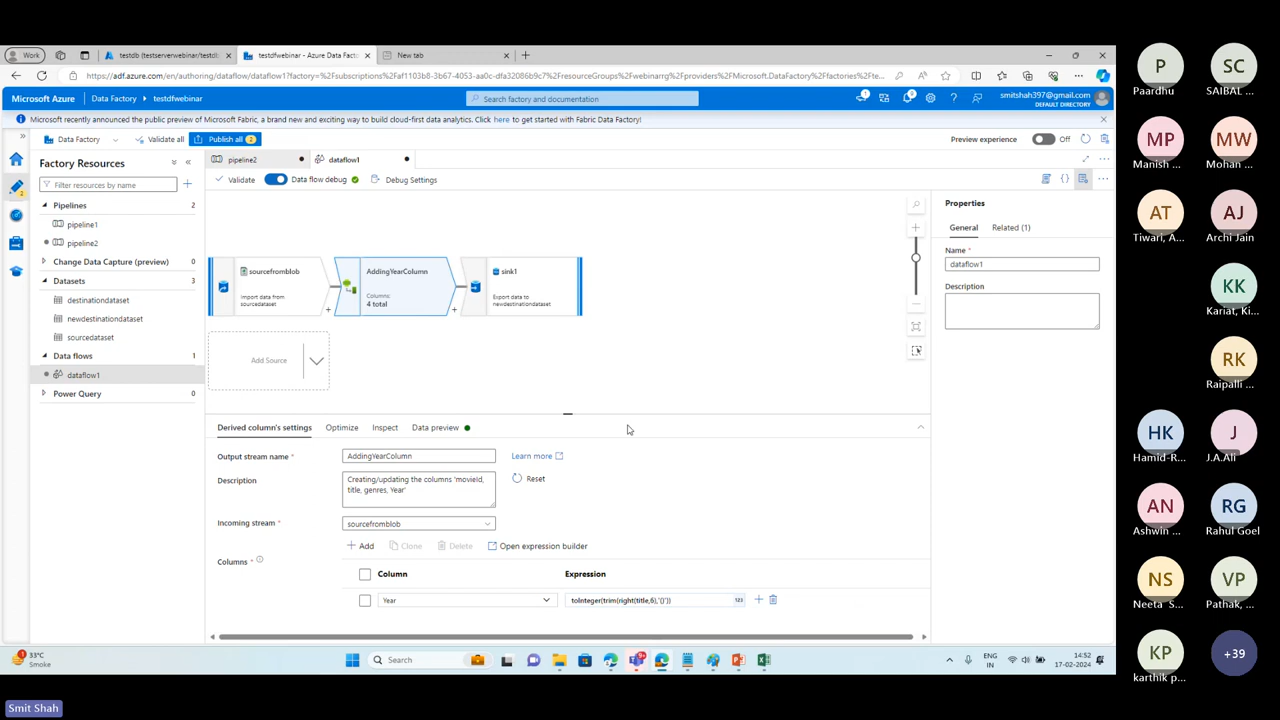 Work
testdb (testserverwebinar/testdb
testdfwebinar - Azure Data Facto
New tab
https://adf.azure.com/en/authoring/dataflow/dataflow1?factory=%2Fsubscriptions%2Faf1103b8-3b67-4053-aa0c-dfa32086b9c7%2FresourceGroups%2Fwebinarrg%2Fproviders%2FMicrosoft.DataFactory%2Ffactories%2Fte...
Microsoft Azure
Data Factory
testdfwebinar
Search factory and documentation
smitshah397@gmail.com
DEFAULT DIRECTORY
Microsoft recently announced the public preview of Microsoft Fabric, a brand new and exciting way to build cloud-first data analytics. Click here to get started with Fabric Data Factory!
Data Factory
Validate all
Publish all 2
Preview experience
Off
Factory Resources
Filter resources by name
Pipelines 2
pipeline1
pipeline2
Change Data Capture (preview) 0
Datasets 3
destinationdataset
newdestinationdataset
sourcedataset
Data flows 1
dataflow1
Power Query 0
pipeline2
dataflow1
Validate
Data flow debug
Debug Settings
sourcefromblob
Import data from
sourcedataset
AddingYearColumn
Columns:
4 total
sink1
Export data to
newdestinationdataset
Add Source
Properties
General
Related (1)
Name *
dataflow1
Description
Derived column's settings
Optimize
Inspect
Data preview
Output stream name *
AddingYearColumn
Learn more
Description
Creating/updating the columns 'movieId,
title, genres, Year'
Reset
Incoming stream *
sourcefromblob
Add
Clone
Delete
Open expression builder
Columns *
Column
Expression
Year
toInteger(trim(right(title,6),'()'))
123
33°C
Smoke
Search
ENG
IN
14:52
17-02-2024
P
Paardhu
SC
SAIBAL ...
MP
Manish ...
MW
Mohan ...
AT
Tiwari, A...
AJ
Archi Jain
KK
Kariat, Ki...
RK
Raipalli ...
HK
Hamid-R...
J
J.A.Ali
AN
Ashwin ...
RG
Rahul Goel
NS
Neeta S...
VP
Pathak, ...
KP
karthik p...
+39
Smit Shah